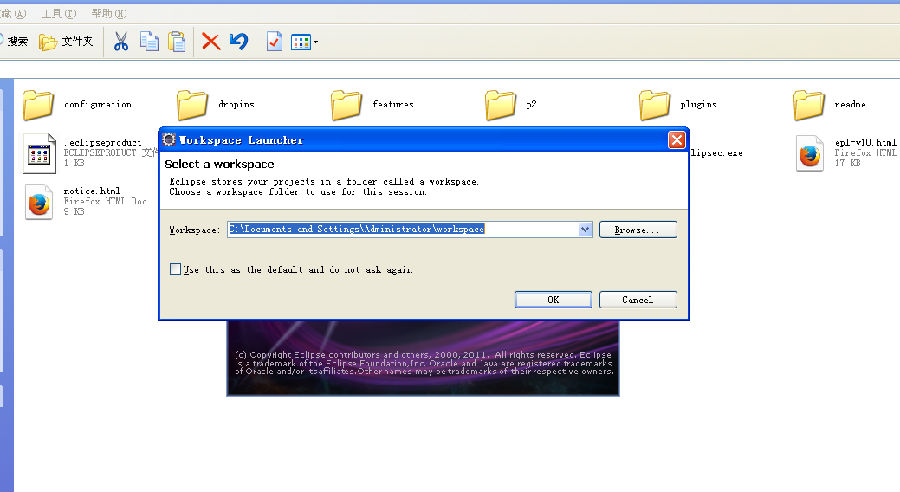 工具(T) 帮助(H)
搜索 文件夹
configuration dropins features p2 plugins readme
.eclipseproduct
ECLIPSEPRODUCT 文件
1 KB
lipsec.exe
epl-v10.html
Firefox HTML
17 KB
notice.html
Firefox HTML Doc
9 KB
Workspace Launcher
Select a workspace
Eclipse stores your projects in a folder called a workspace.
Choose a workspace folder to use for this session.
Workspace: C:\Documents and Settings\Administrator\workspace Browse...
Use this as the default and do not ask again
OK Cancel
(c) Copyright Eclipse contributors and others, 2000, 2011. All rights reserved. Eclipse
is a trademark of the Eclipse Foundation, Inc. Oracle and Java are registered trademarks
of Oracle and/or its affiliates. Other names may be trademarks of their respective owners.